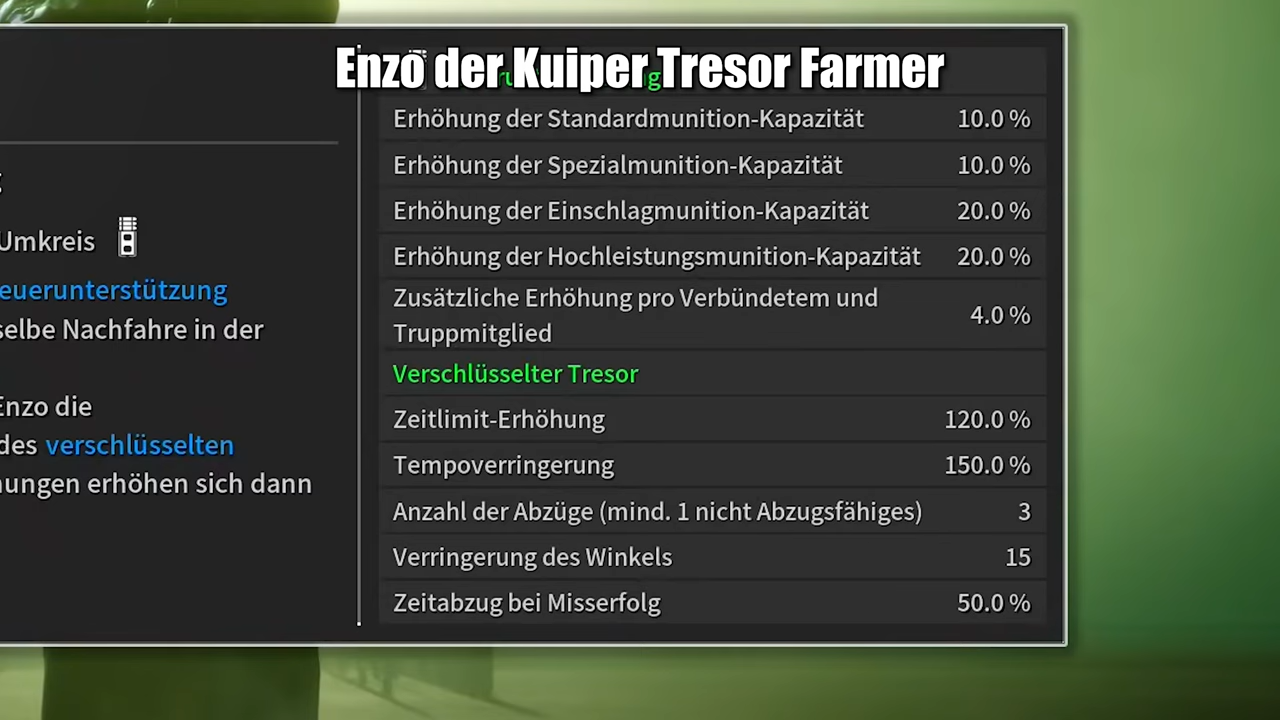 Enzo der Kuiper Tresor Farmer
Umkreis
euerunterstützung
selbe Nachfahre in der
Enzo die
des verschlüsselten
nungen erhöhen sich dann
Erhöhung der Standardmunition-Kapazität 10.0 %
Erhöhung der Spezialmunition-Kapazität 10.0 %
Erhöhung der Einschlagmunition-Kapazität 20.0 %
Erhöhung der Hochleistungsmunition-Kapazität 20.0 %
Zusätzliche Erhöhung pro Verbündetem und
Truppmitglied 4.0 %
Verschlüsselter Tresor
Zeitlimit-Erhöhung 120.0 %
Tempoverringerung 150.0 %
Anzahl der Abzüge (mind. 1 nicht Abzugsfähiges) 3
Verringerung des Winkels 15
Zeitabzug bei Misserfolg 50.0 %